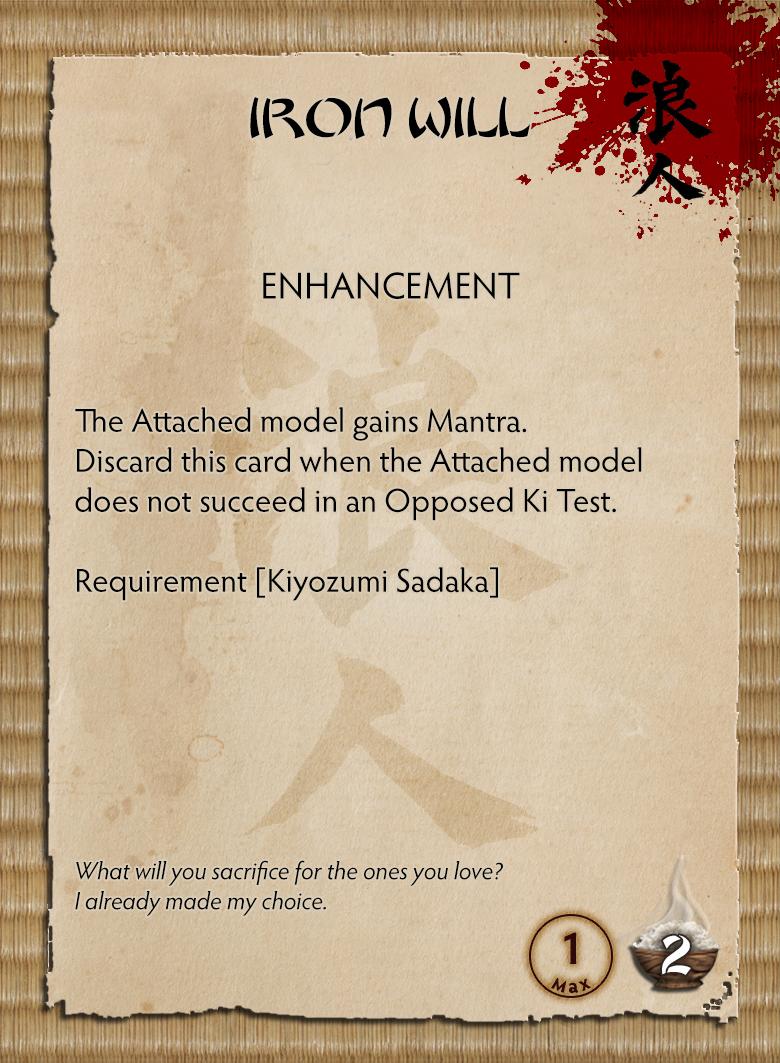 IRON WILL
浪
人
ENHANCEMENT
The Attached model gains Mantra.
Discard this card when the Attached model
does not succeed in an Opposed Ki Test.
Requirement [Kiyozumi Sadaka]
浪
人
What will you sacrifice for the ones you love?
I already made my choice.
1
Max
2